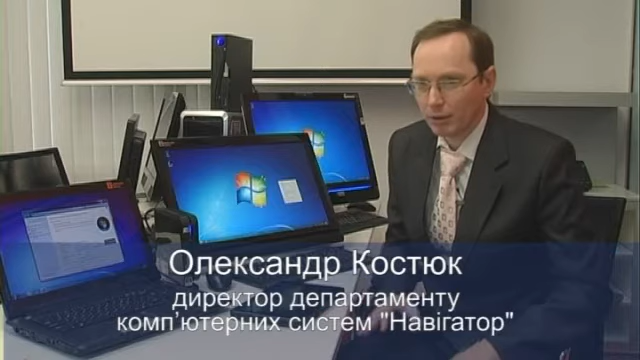 Олександр Костюк
директор департаменту
комп'ютерних систем "Навігатор"